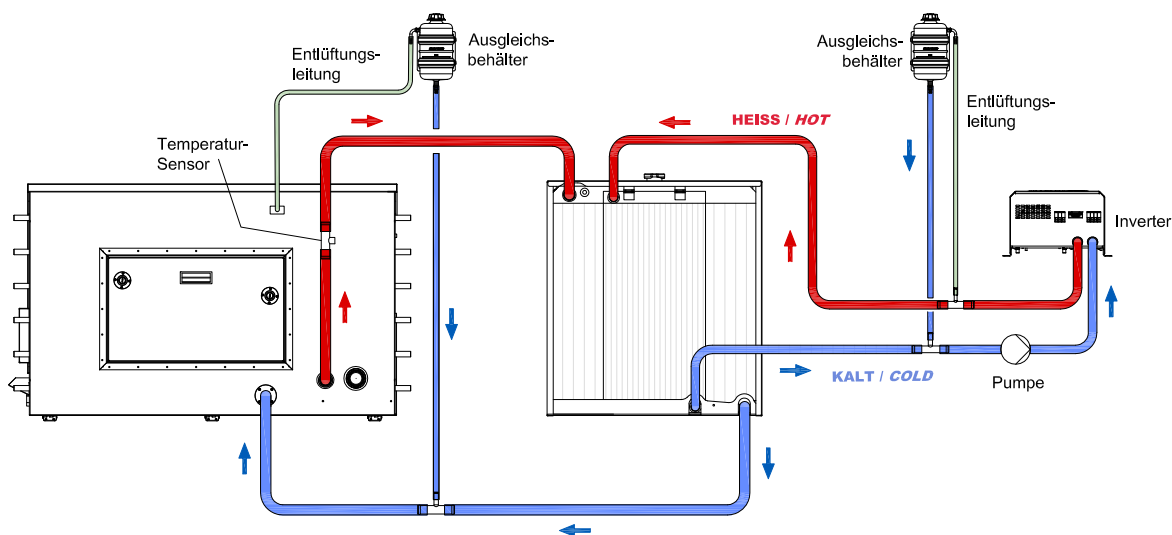 Entlüftungs-
leitung
Ausgleichs-
behälter
Ausgleichs-
behälter
Entlüftungs-
leitung
Temperatur-
Sensor
HEISS / HOT
Inverter
KALT / COLD
Pumpe